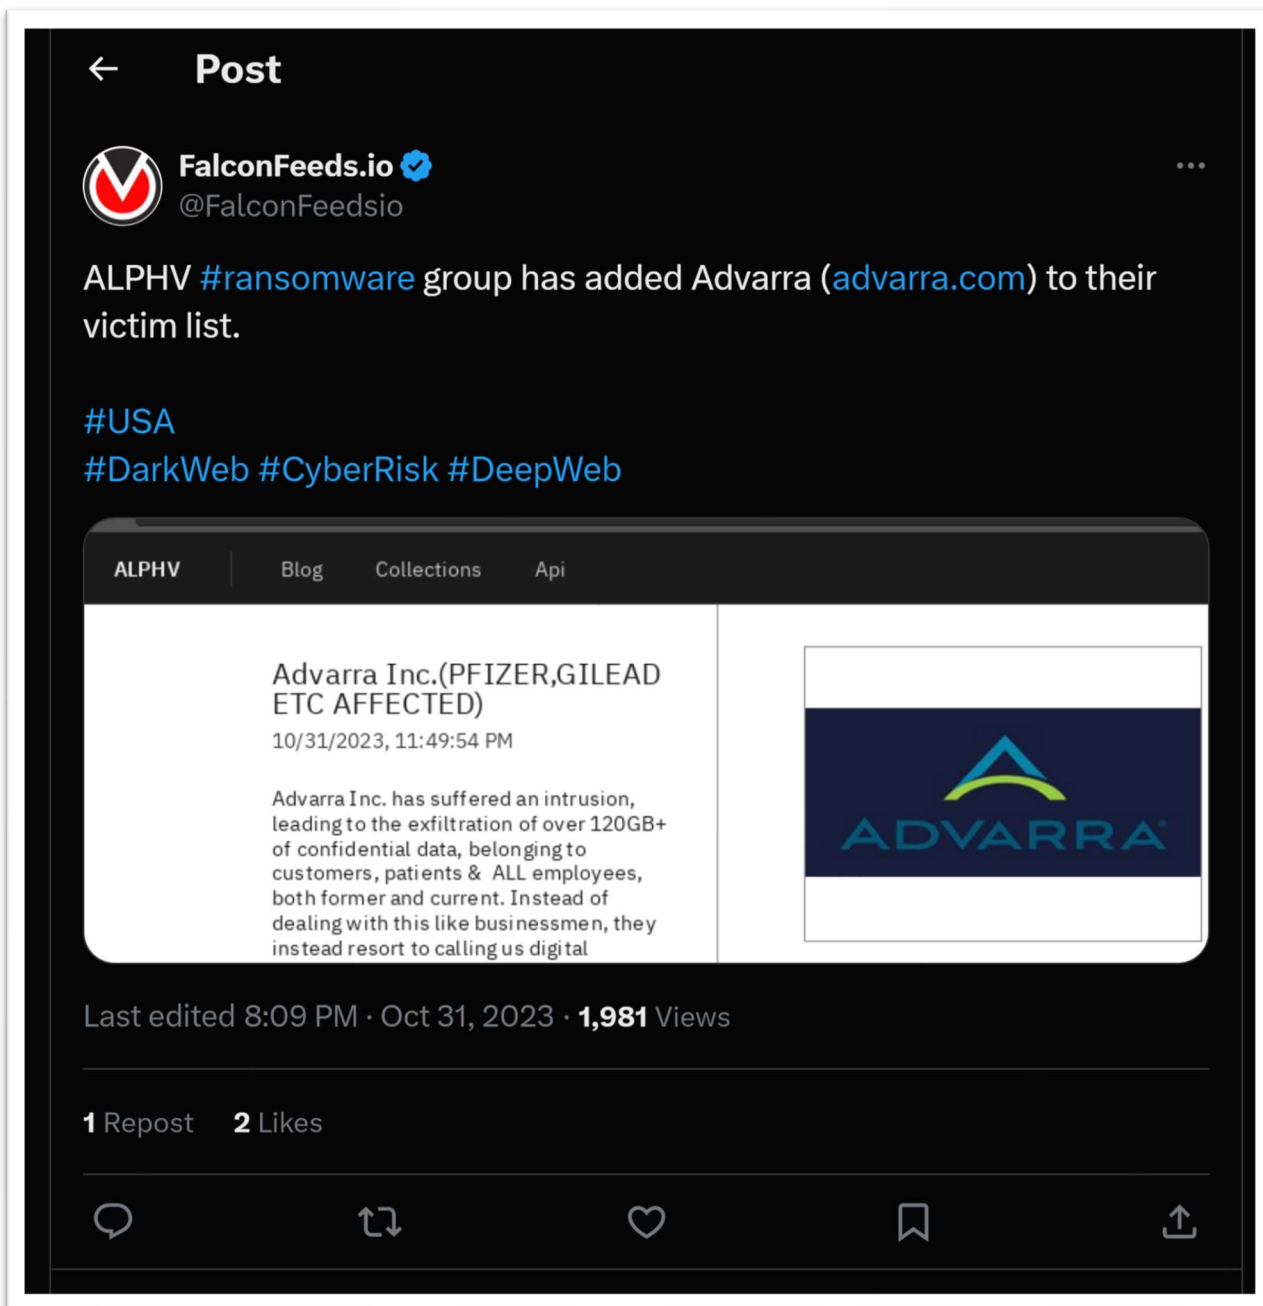 Post
FalconFeeds.io
@FalconFeedsio
ALPHV #ransomware group has added Advarra (advarra.com) to their
victim list.
#USA
#DarkWeb #CyberRisk #DeepWeb
ALPHV Blog Collections Api
Advarra Inc.(PFIZER,GILEAD
ETC AFFECTED)
10/31/2023, 11:49:54 PM
Advarra Inc. has suffered an intrusion,
leading to the exfiltration of over 120GB+
of confidential data, belonging to
customers, patients & ALL employees,
both former and current. Instead of
dealing with this like businessmen, they
instead resort to calling us digital
ADVARRA
Last edited 8:09 PM · Oct 31, 2023 · 1,981 Views
1 Repost 2 Likes